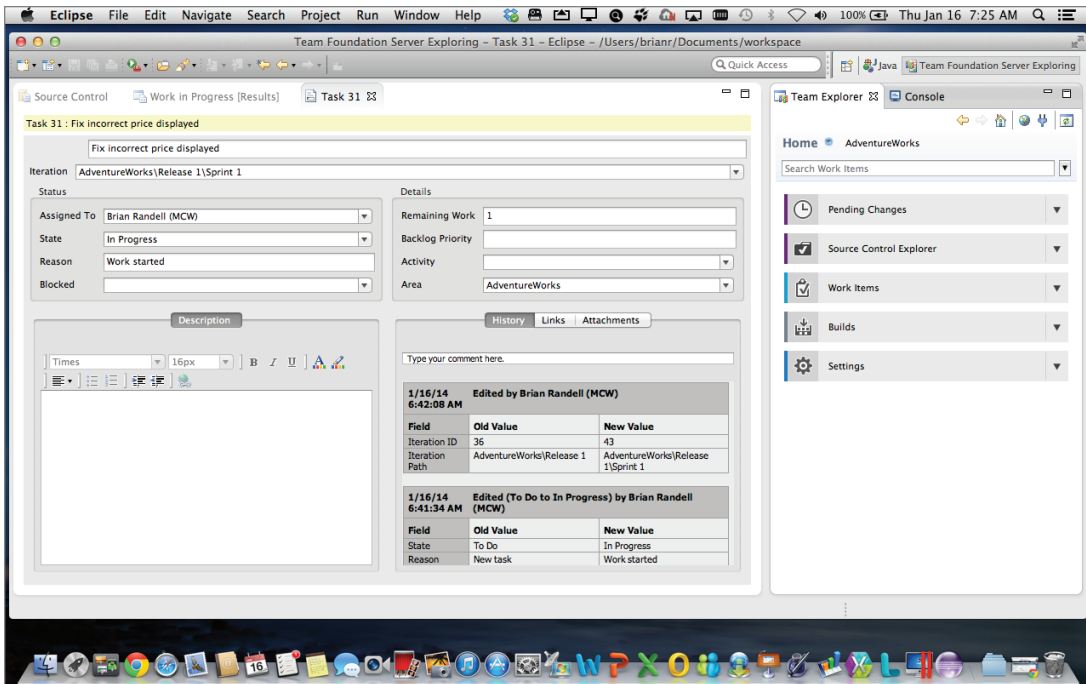 Eclipse File Edit Navigate Search Project Run Window Help 100% Thu Jan 16 7:25 AM
Team Foundation Server Exploring - Task 31 - Eclipse - /Users/brianr/Documents/workspace
Quick Access Java Team Foundation Server Exploring
Source Control Work in Progress [Results] Task 31
Task 31 : Fix incorrect price displayed
Fix incorrect price displayed
Iteration AdventureWorks\Release 1\Sprint 1
Status
Assigned To Brian Randell (MCW)
State In Progress
Reason Work started
Blocked
Details
Remaining Work 1
Backlog Priority
Activity
Area AdventureWorks
Description
Times 16px B I U A
History Links Attachments
Type your comment here.
1/16/14 Edited by Brian Randell (MCW)
6:42:08 AM
Field Old Value New Value
Iteration ID 36 43
Iteration AdventureWorks\Release 1 AdventureWorks\Release
Path 1\Sprint 1
1/16/14 Edited (To Do to In Progress) by Brian Randell
6:41:34 AM (MCW)
Field Old Value New Value
State To Do In Progress
Reason New task Work started
Team Explorer Console
Home AdventureWorks
Search Work Items
Pending Changes
Source Control Explorer
Work Items
Builds
Settings
16